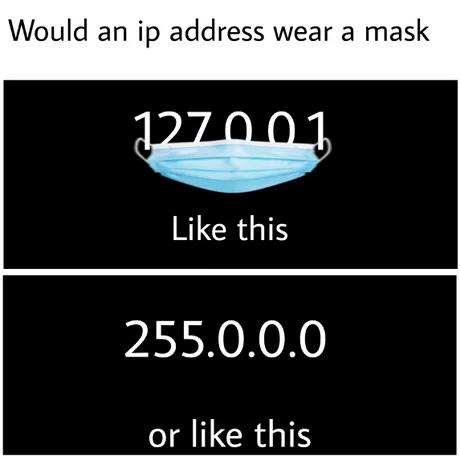 Would an ip address wear a mask
127 0 0 1
Like this
255.0.0.0
or like this